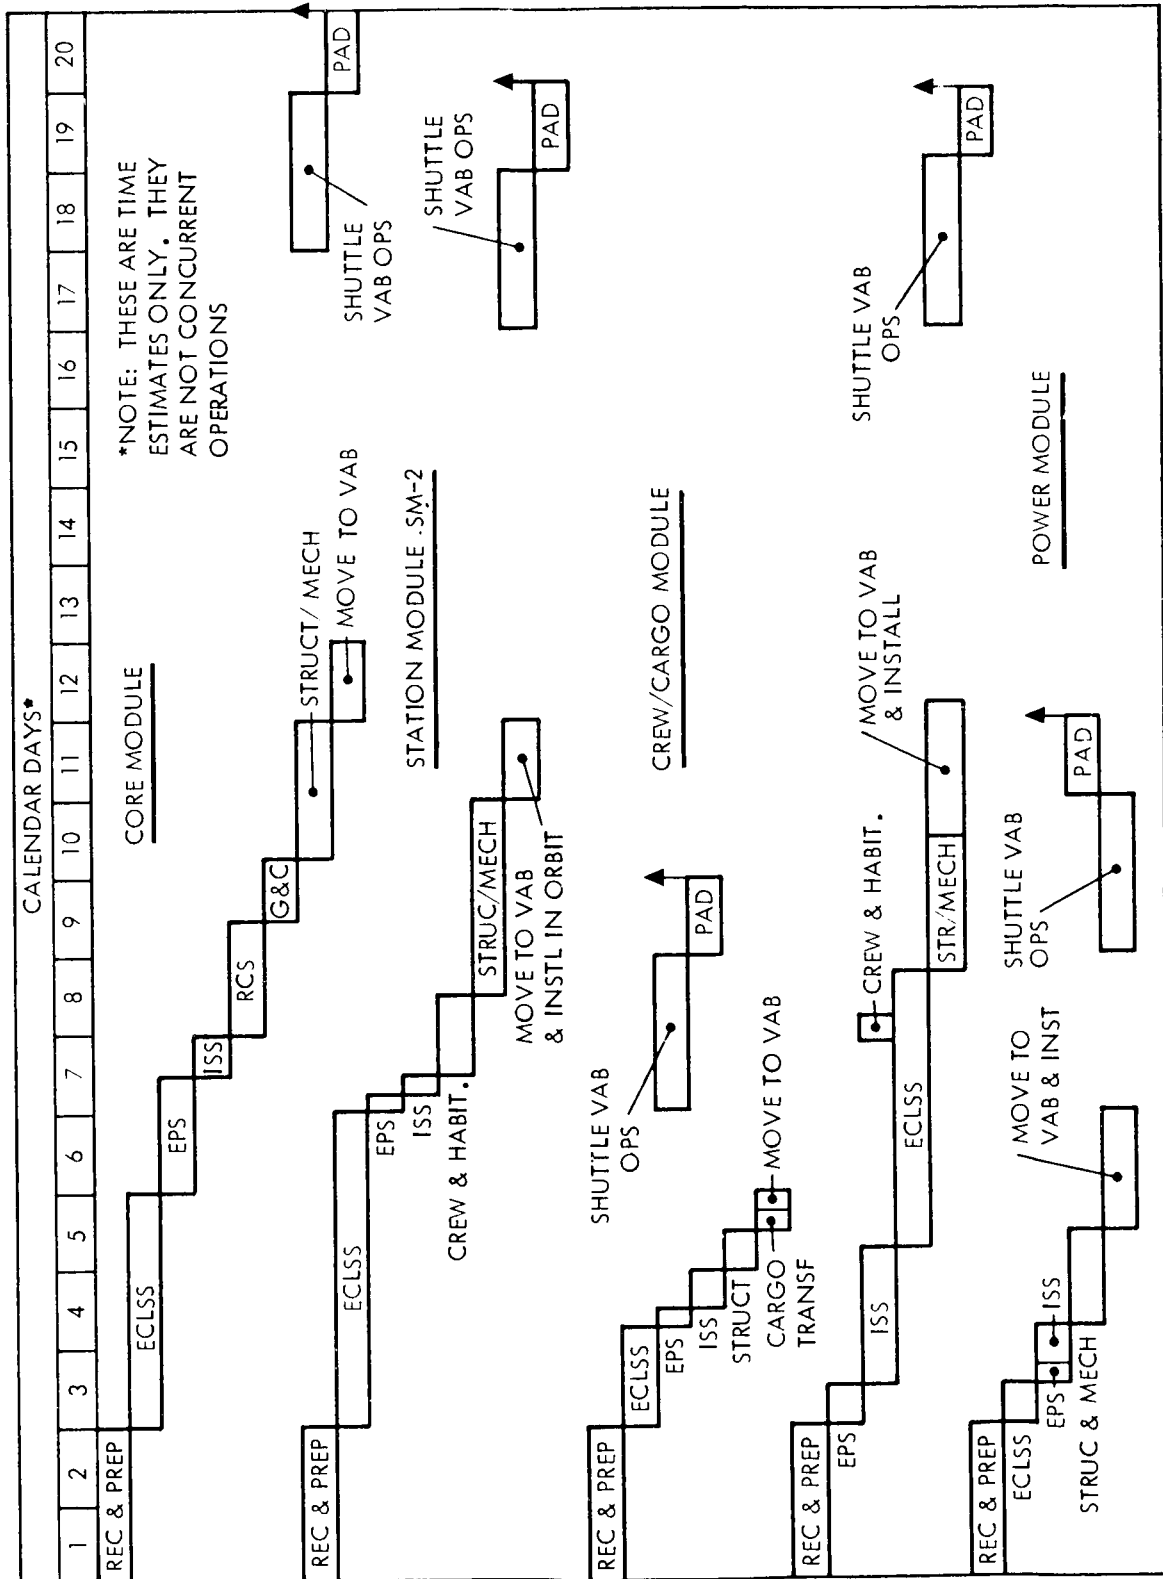 CALENDAR DAYS*
1 2 3 4 5 6 7 8 9 10 11 12 13 14 15 16 17 18 19 20
*NOTE: THESE ARE TIME
ESTIMATES ONLY. THEY
ARE NOT CONCURRENT
OPERATIONS
CORE MODULE
REC & PREP
ECLSS
EPS
ISS
RCS
G&C
STRUCT/MECH
MOVE TO VAB
SHUTTLE
VAB OPS
PAD
STATION MODULE SM-2
REC & PREP
ECLSS
EPS
ISS
CREW & HABIT.
STRUC/MECH
MOVE TO VAB
& INSTL IN ORBIT
SHUTTLE
VAB OPS
PAD
CREW/CARGO MODULE
REC & PREP
ECLSS
EPS
ISS
STRUCT
CARGO
TRANSF
MOVE TO VAB
SHUTTLE VAB
OPS
PAD
REC & PREP
EPS
ISS
ECLSS
CREW & HABIT.
STR/MECH
MOVE TO VAB
& INSTALL
SHUTTLE VAB
OPS
PAD
POWER MODULE
REC & PREP
ECLSS
EPS
ISS
STRUC & MECH
MOVE TO
VAB & INST
SHUTTLE VAB
OPS
PAD